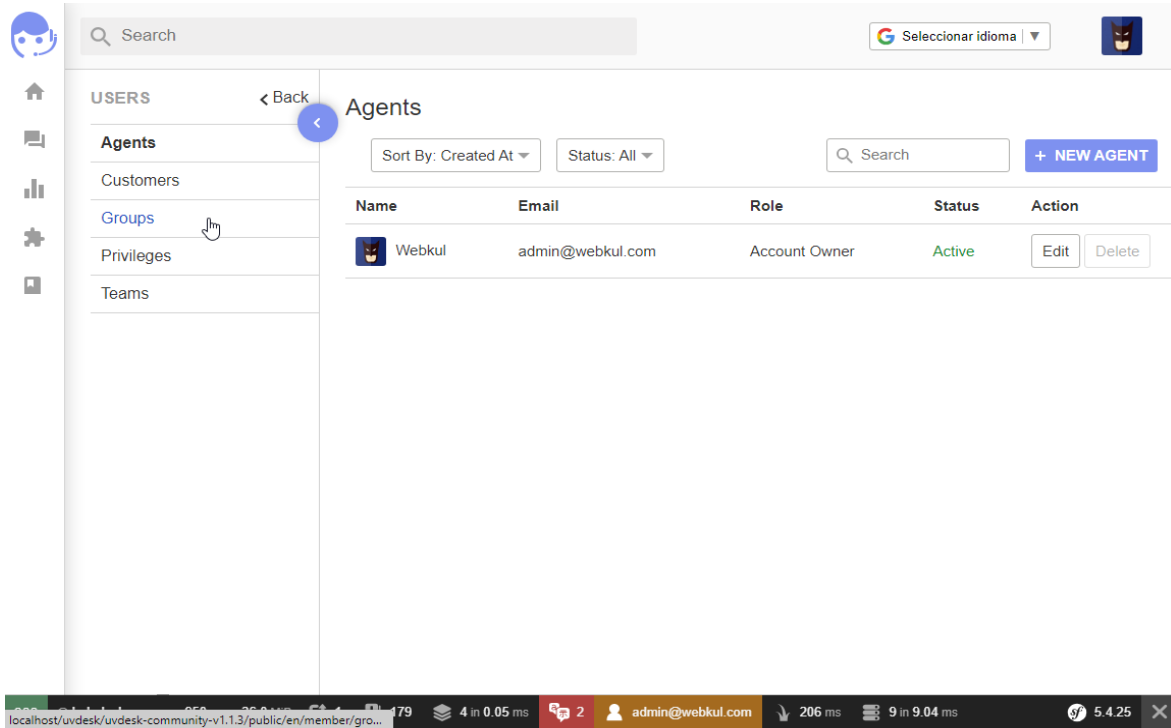 Search
Seleccionar idioma ▼
USERS
Back
Agents
Customers
Groups
Privileges
Teams
Agents
Sort By: Created At
Status: All
Search
+ NEW AGENT
Name Email Role Status Action
Webkul admin@webkul.com Account Owner Active Edit Delete
localhost/uvdesk/uvdesk-community-v1.1.3/public/en/member/gro...
179 4 in 0.05 ms 2 admin@webkul.com 206 ms 9 in 9.04 ms 5.4.25